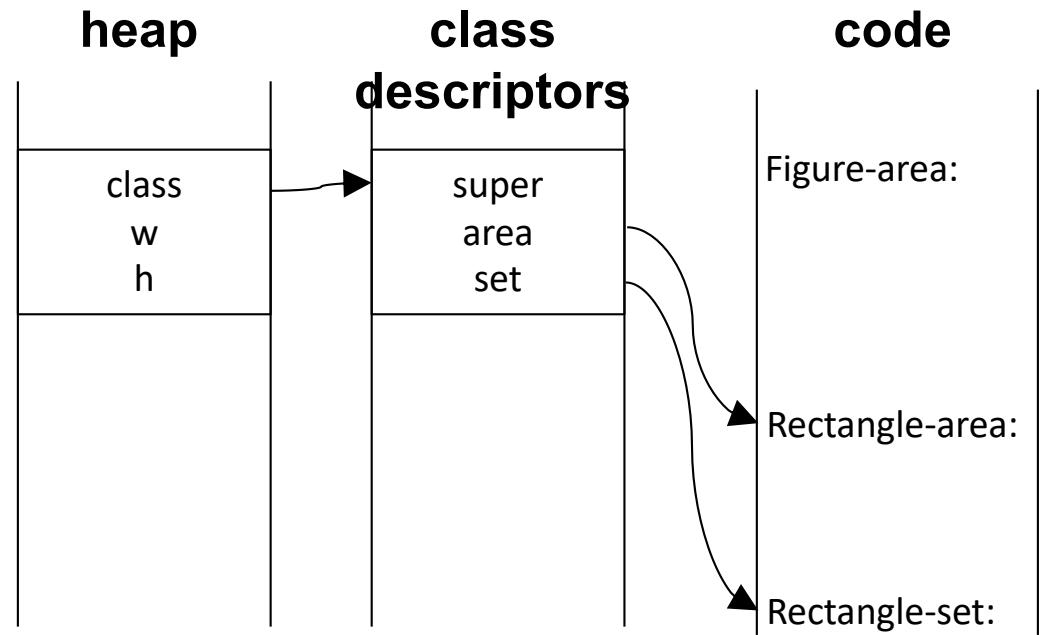 heap
class
descriptors
code
class
w
h
super
area
set
Figure-area:
Rectangle-area:
Rectangle-set: